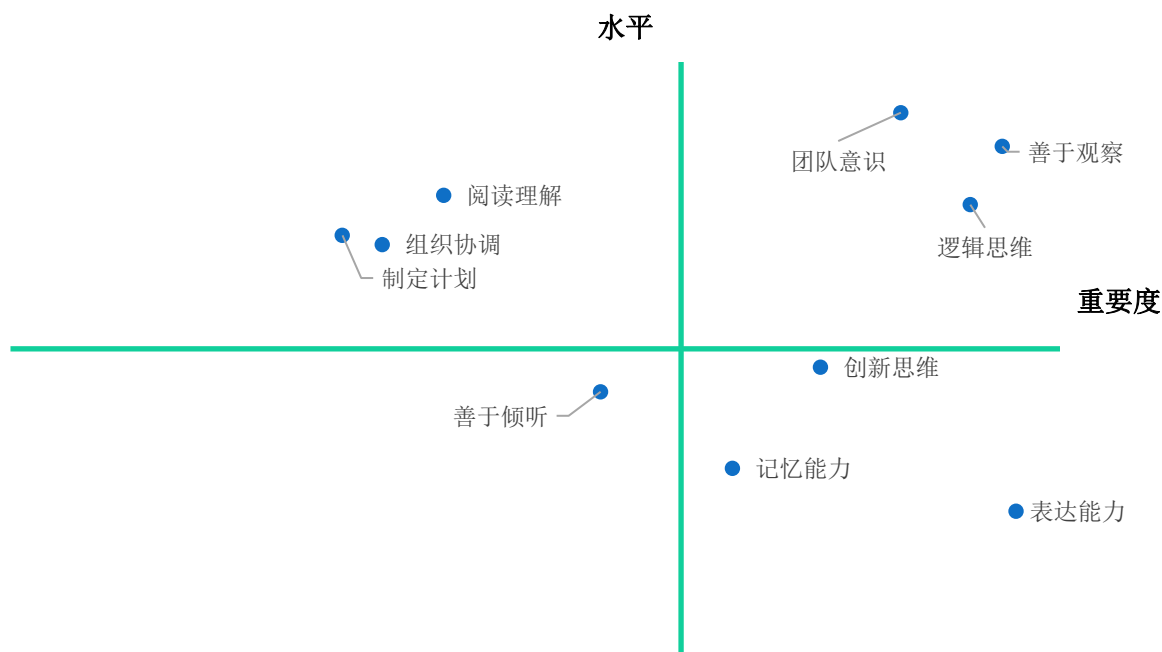 水平
团队意识
善于观察
阅读理解
组织协调
逻辑思维
制定计划
重要度
创新思维
善于倾听
记忆能力
表达能力